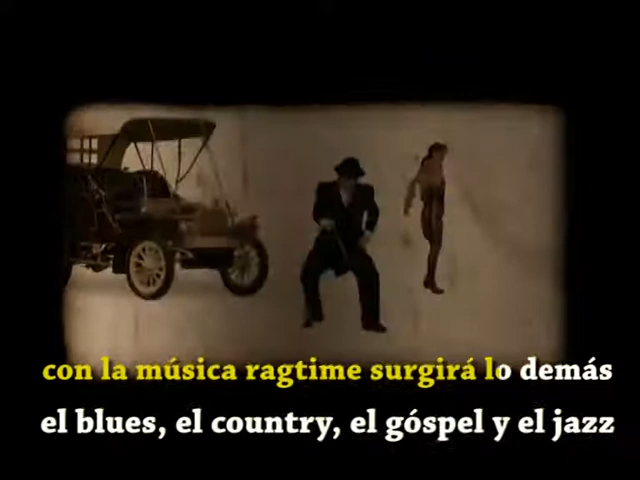 con la música ragtime surgirá lo demás
el blues, el country, el góspel y el jazz